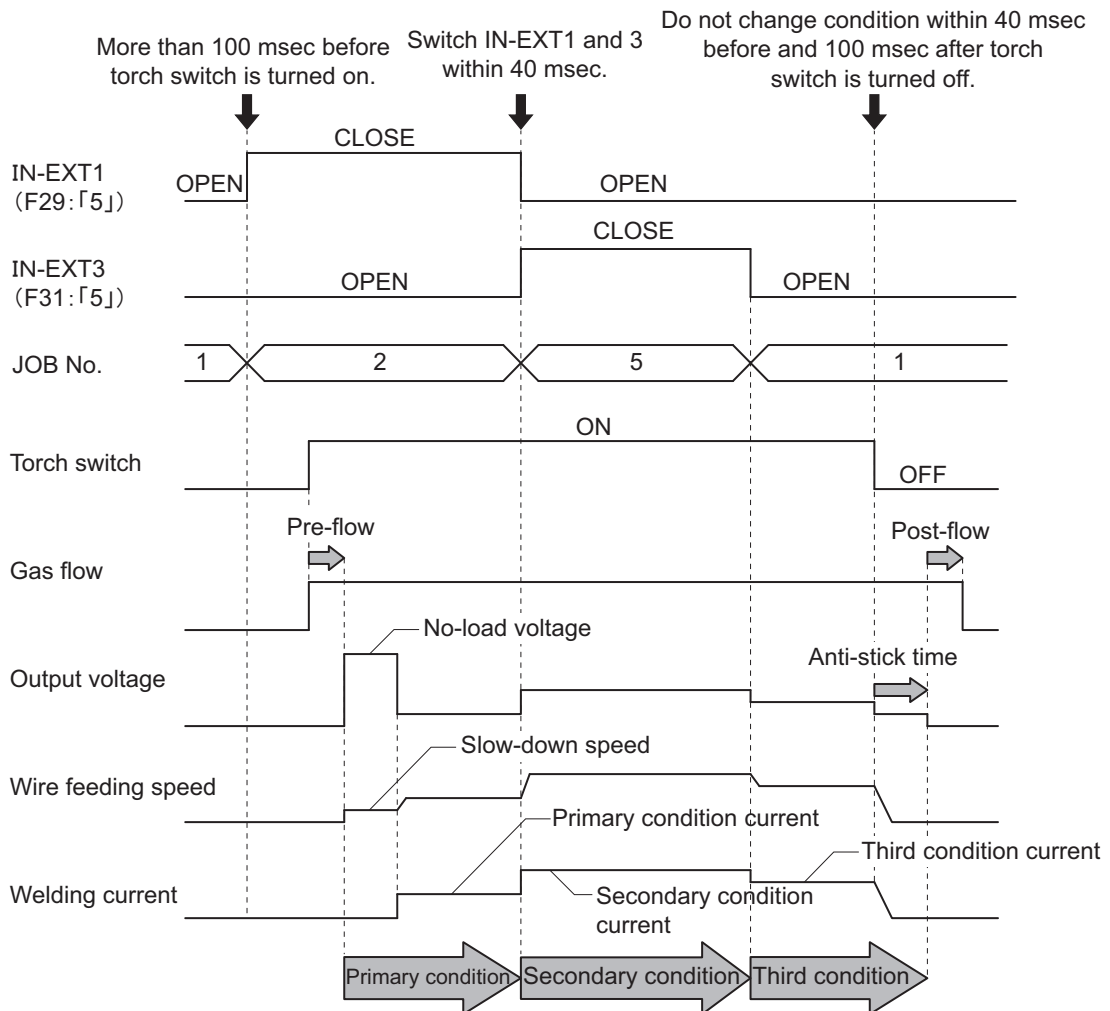 More than 100 msec before
torch switch is turned on.
Switch IN-EXT1 and 3
within 40 msec.
Do not change condition within 40 msec
before and 100 msec after torch
switch is turned off.
IN-EXT1
（F29：「5」）
OPEN
CLOSE
OPEN
IN-EXT3
（F31：「5」）
OPEN
CLOSE
OPEN
JOB No.
1
2
5
1
Torch switch
ON
OFF
Pre-flow
Post-flow
Gas flow
No-load voltage
Output voltage
Anti-stick time
Slow-down speed
Wire feeding speed
Primary condition current
Third condition current
Welding current
Secondary condition
current
Primary condition
Secondary condition
Third condition